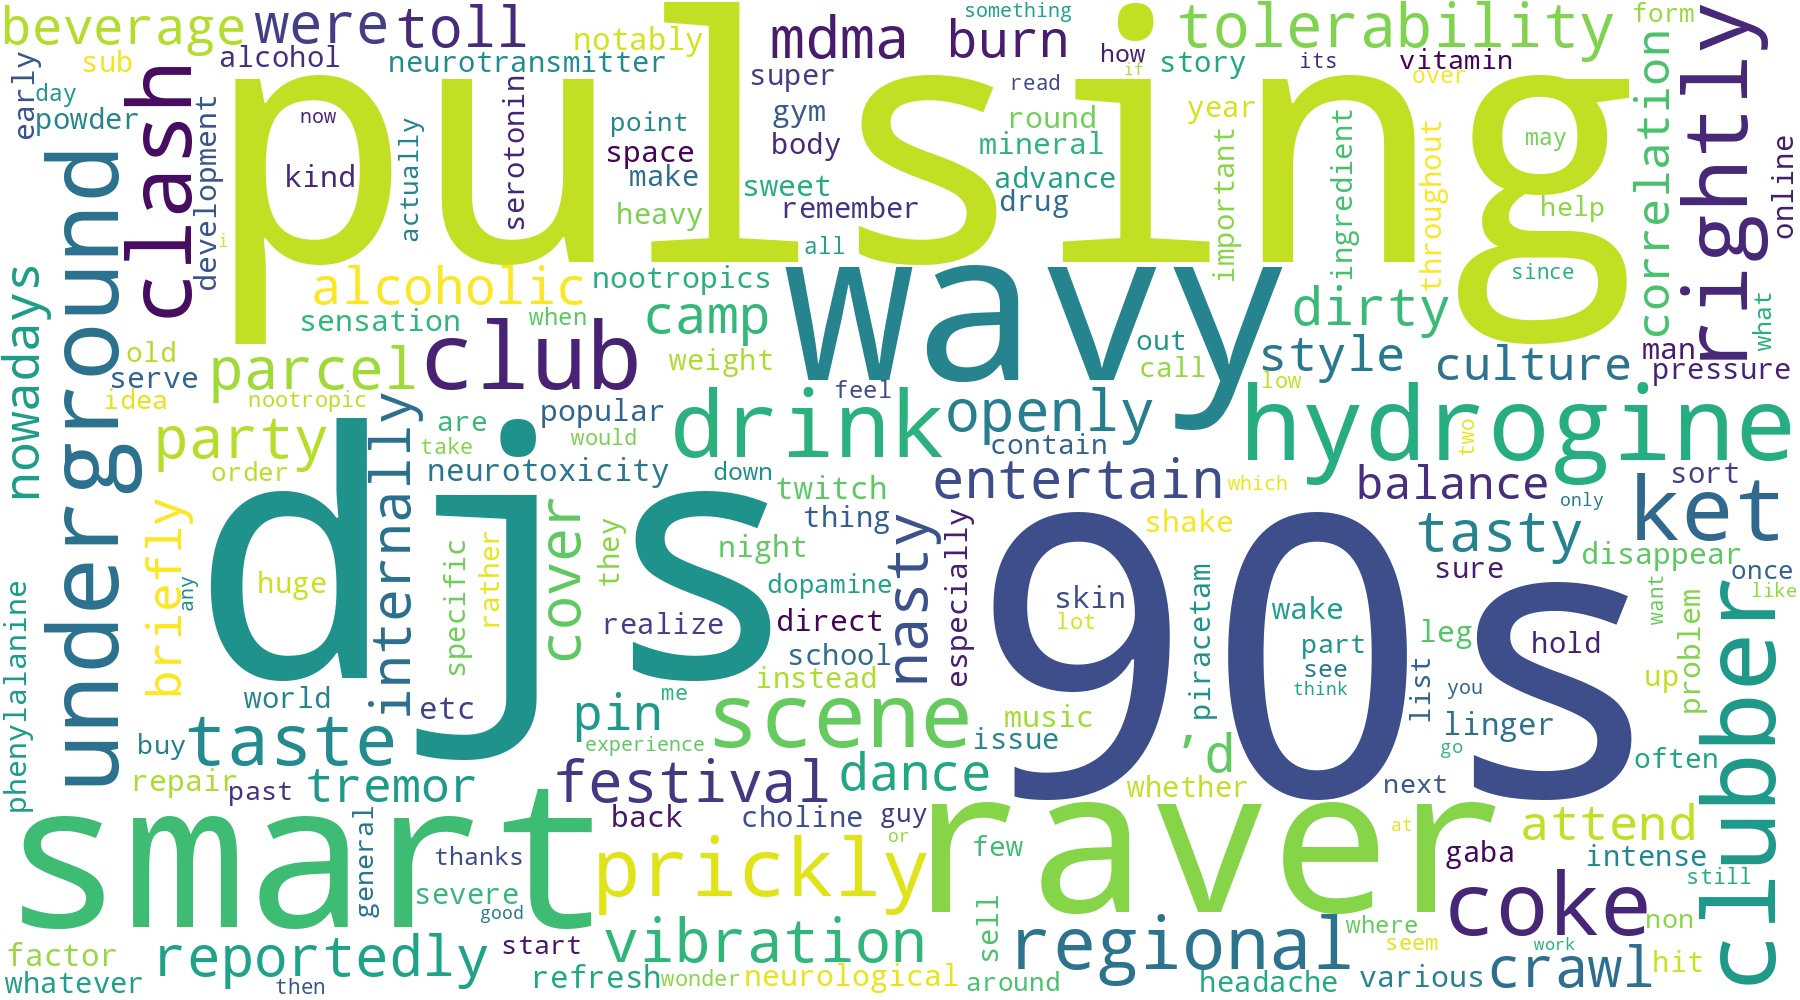 something
form
beverage
were
toll
notably
mdma
burn
tolerability
sub
alcohol
neurotransmitter
how
if
story
its
vitamin
over
early
day
powder
clash
pulsing
super
read
year
rightly
now
kind
actually
serotonin
point
space
make
heavy
gym
body
round
mineral
sweet
advance
remember
drug
all
important
ingredient
throughout
may
help
since
correlation
online
what
underground
development
i
alcoholic
sensation
when
nootropics
camp
wavy
dirty
nowadays
old
serve
idea
parcel
nootropic
club
weight
feel
out
call
style
low
culture
man
pressure
party
order
internally
are
take
popular
would
drink
openly
contain
hydrogine
two
neurotoxicity
down
twitch
thing
entertain
which
balance
only
sort
ket
briefly
any
huge
djs
specific
rather
cover
they
night
dopamine
nasty
especially
shake
90s
tasty
disappear
sure
once
like
want
phenylalanine
realize
direct
school
instead
skin
lot
piracetam
wake
part
see
think
leg
hold
problem
up
clubber
world
etc
me
pin
scene
music
issue
list
you
linger
go
often
buy
taste
experience
'd
repair
past
tremor
festival
dance
whether
next
general
back
choline
guy
or
few
at
attend
smart
thanks
severe
good
prickly
raver
gaba
intense
coke
still
factor
whatever
reportedly
then
start
refresh
vibration
wonder
neurological
sell
around
regional
where
headache
seem
various
work
crawl
non
hit